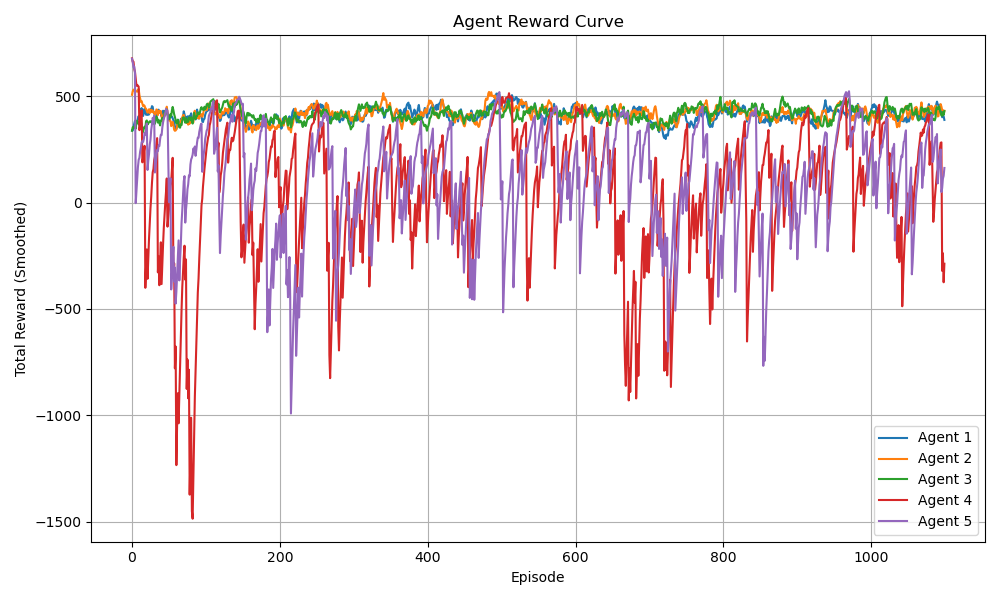 Agent Reward Curve
Total Reward (Smoothed)
500
0
−500
−1000
−1500
0 200 400 600 800 1000
Episode
Agent 1
Agent 2
Agent 3
Agent 4
Agent 5